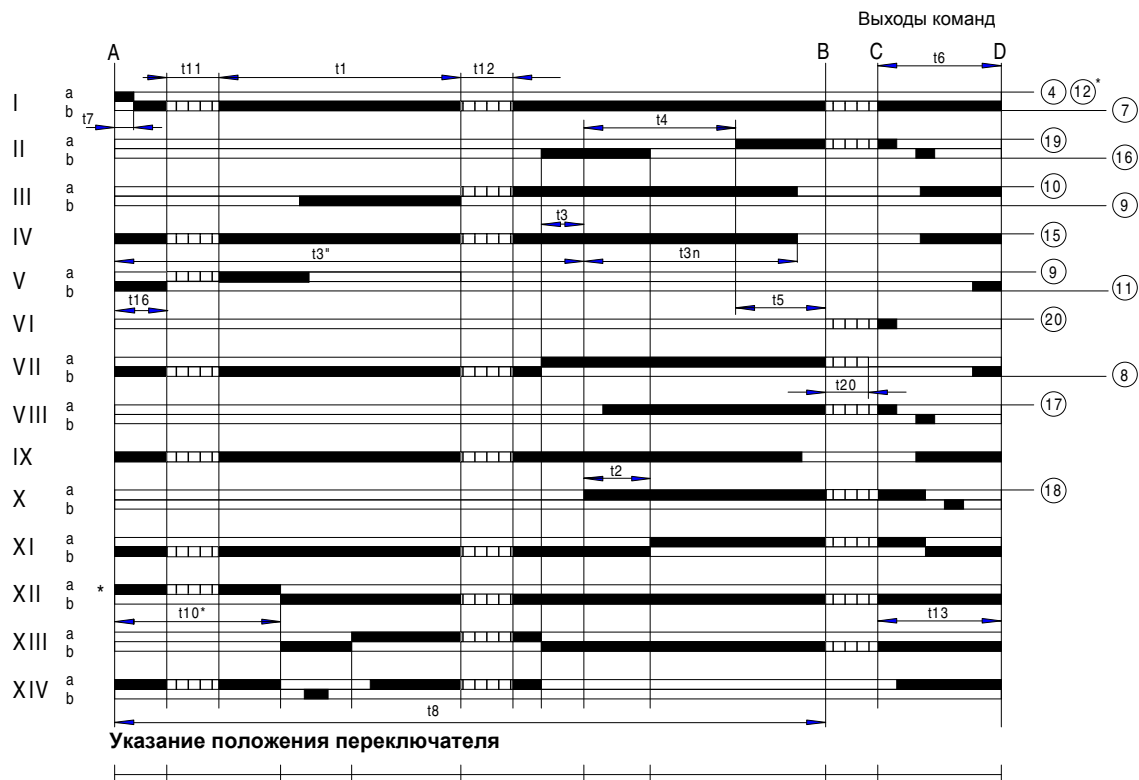 Выходы команд
A B C D
t11 t1 t12 t6
I a b 4 12* 7
t7 t4
II a b 19 16
III a b 10 9
t3
IV 15
t3" t3n
V a b 9 11
t16 t5
VI 20
VII a b 8
t20
VIII a b 17
IX
t2
X a b 18
XI a b
XII a b *
t10* t13
XIII a b
XIV a b
t8
Указание положения переключателя